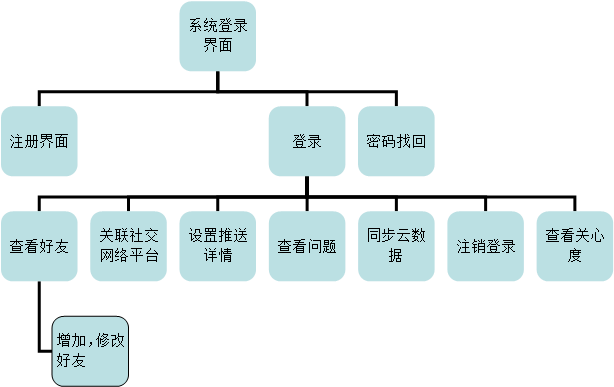 系统登录
界面
注册界面
登录
密码找回
查看好友
关联社交
网络平台
设置推送
详情
查看问题
同步云数
据
注销登录
查看关心
度
增加，修改
好友